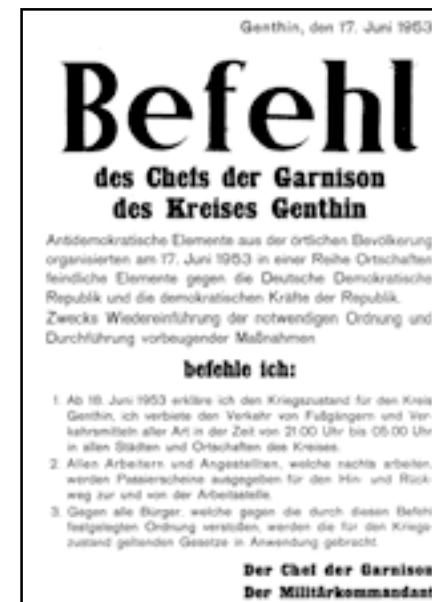 Genthin, den 17. Juni 1953
Befehl
des Chefs der Garnison
des Kreises Genthin
Antidemokratische Elemente aus der örtlichen Bevölkerung
organisierten am 17. Juni 1953 in einer Reihe Ortschaften
feindliche Elemente gegen die Deutsche Demokratische
Republik und die demokratischen Kräfte der Republik.
Zwecks Wiedereinführung der notwendigen Ordnung und
Durchführung vorbeugender Maßnahmen
befehle ich:
1. Ab 18. Juni 1953 erkläre ich den Kriegszustand für den Kreis
Genthin, ich verbiete den Verkehr von Fußgängern und Ver-
kehrsmitteln aller Art in der Zeit von 21.00 Uhr bis 05.00 Uhr
in allen Städten und Ortschaften des Kreises.
2. Allen Arbeitern und Angestellten, welche nachts arbeiten,
werden Passierscheine ausgegeben für den Hin- und Rück-
weg zur und von der Arbeitsstelle.
3. Gegen alle Bürger, welche gegen die durch diesen Befehl
festgelegten Ordnung verstoßen, werden die für den Kriegs-
zustand geltenden Gesetze in Anwendung gebracht.
Der Chef der Garnison
Der Militärkommandant